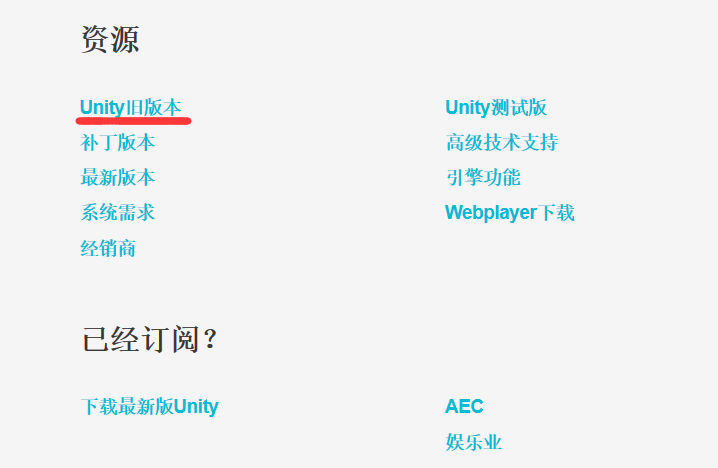 资源
Unity旧版本
Unity测试版
补丁版本
高级技术支持
最新版本
引擎功能
系统需求
Webplayer下载
经销商
已经订阅？
下载最新版Unity
AEC
娱乐业